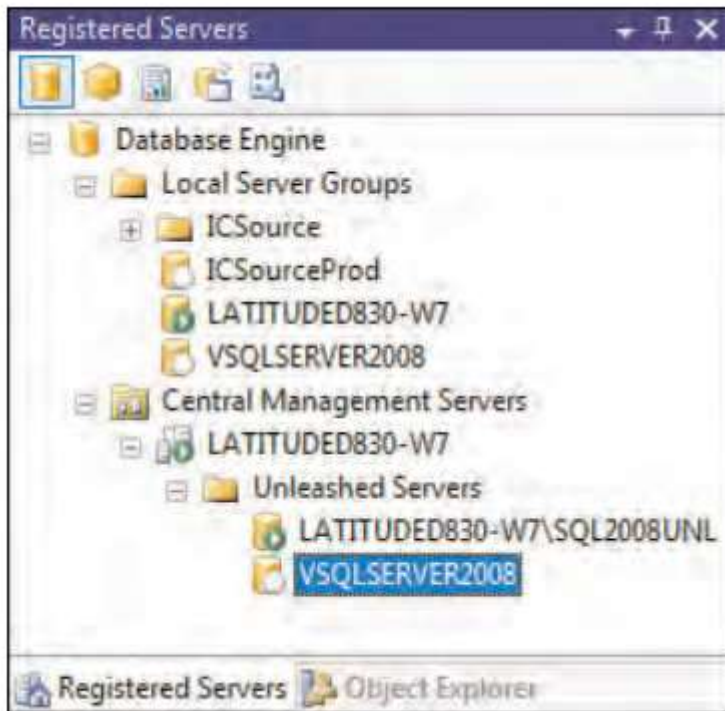 Registered Servers
Database Engine
Local Server Groups
ICSource
ICSourceProd
LATITUDED830-W7
VSQLSERVER2008
Central Management Servers
LATITUDED830-W7
Unleashed Servers
LATITUDED830-W7\SQL2008UNL
VSQLSERVER2008
Registered Servers Object Explorer